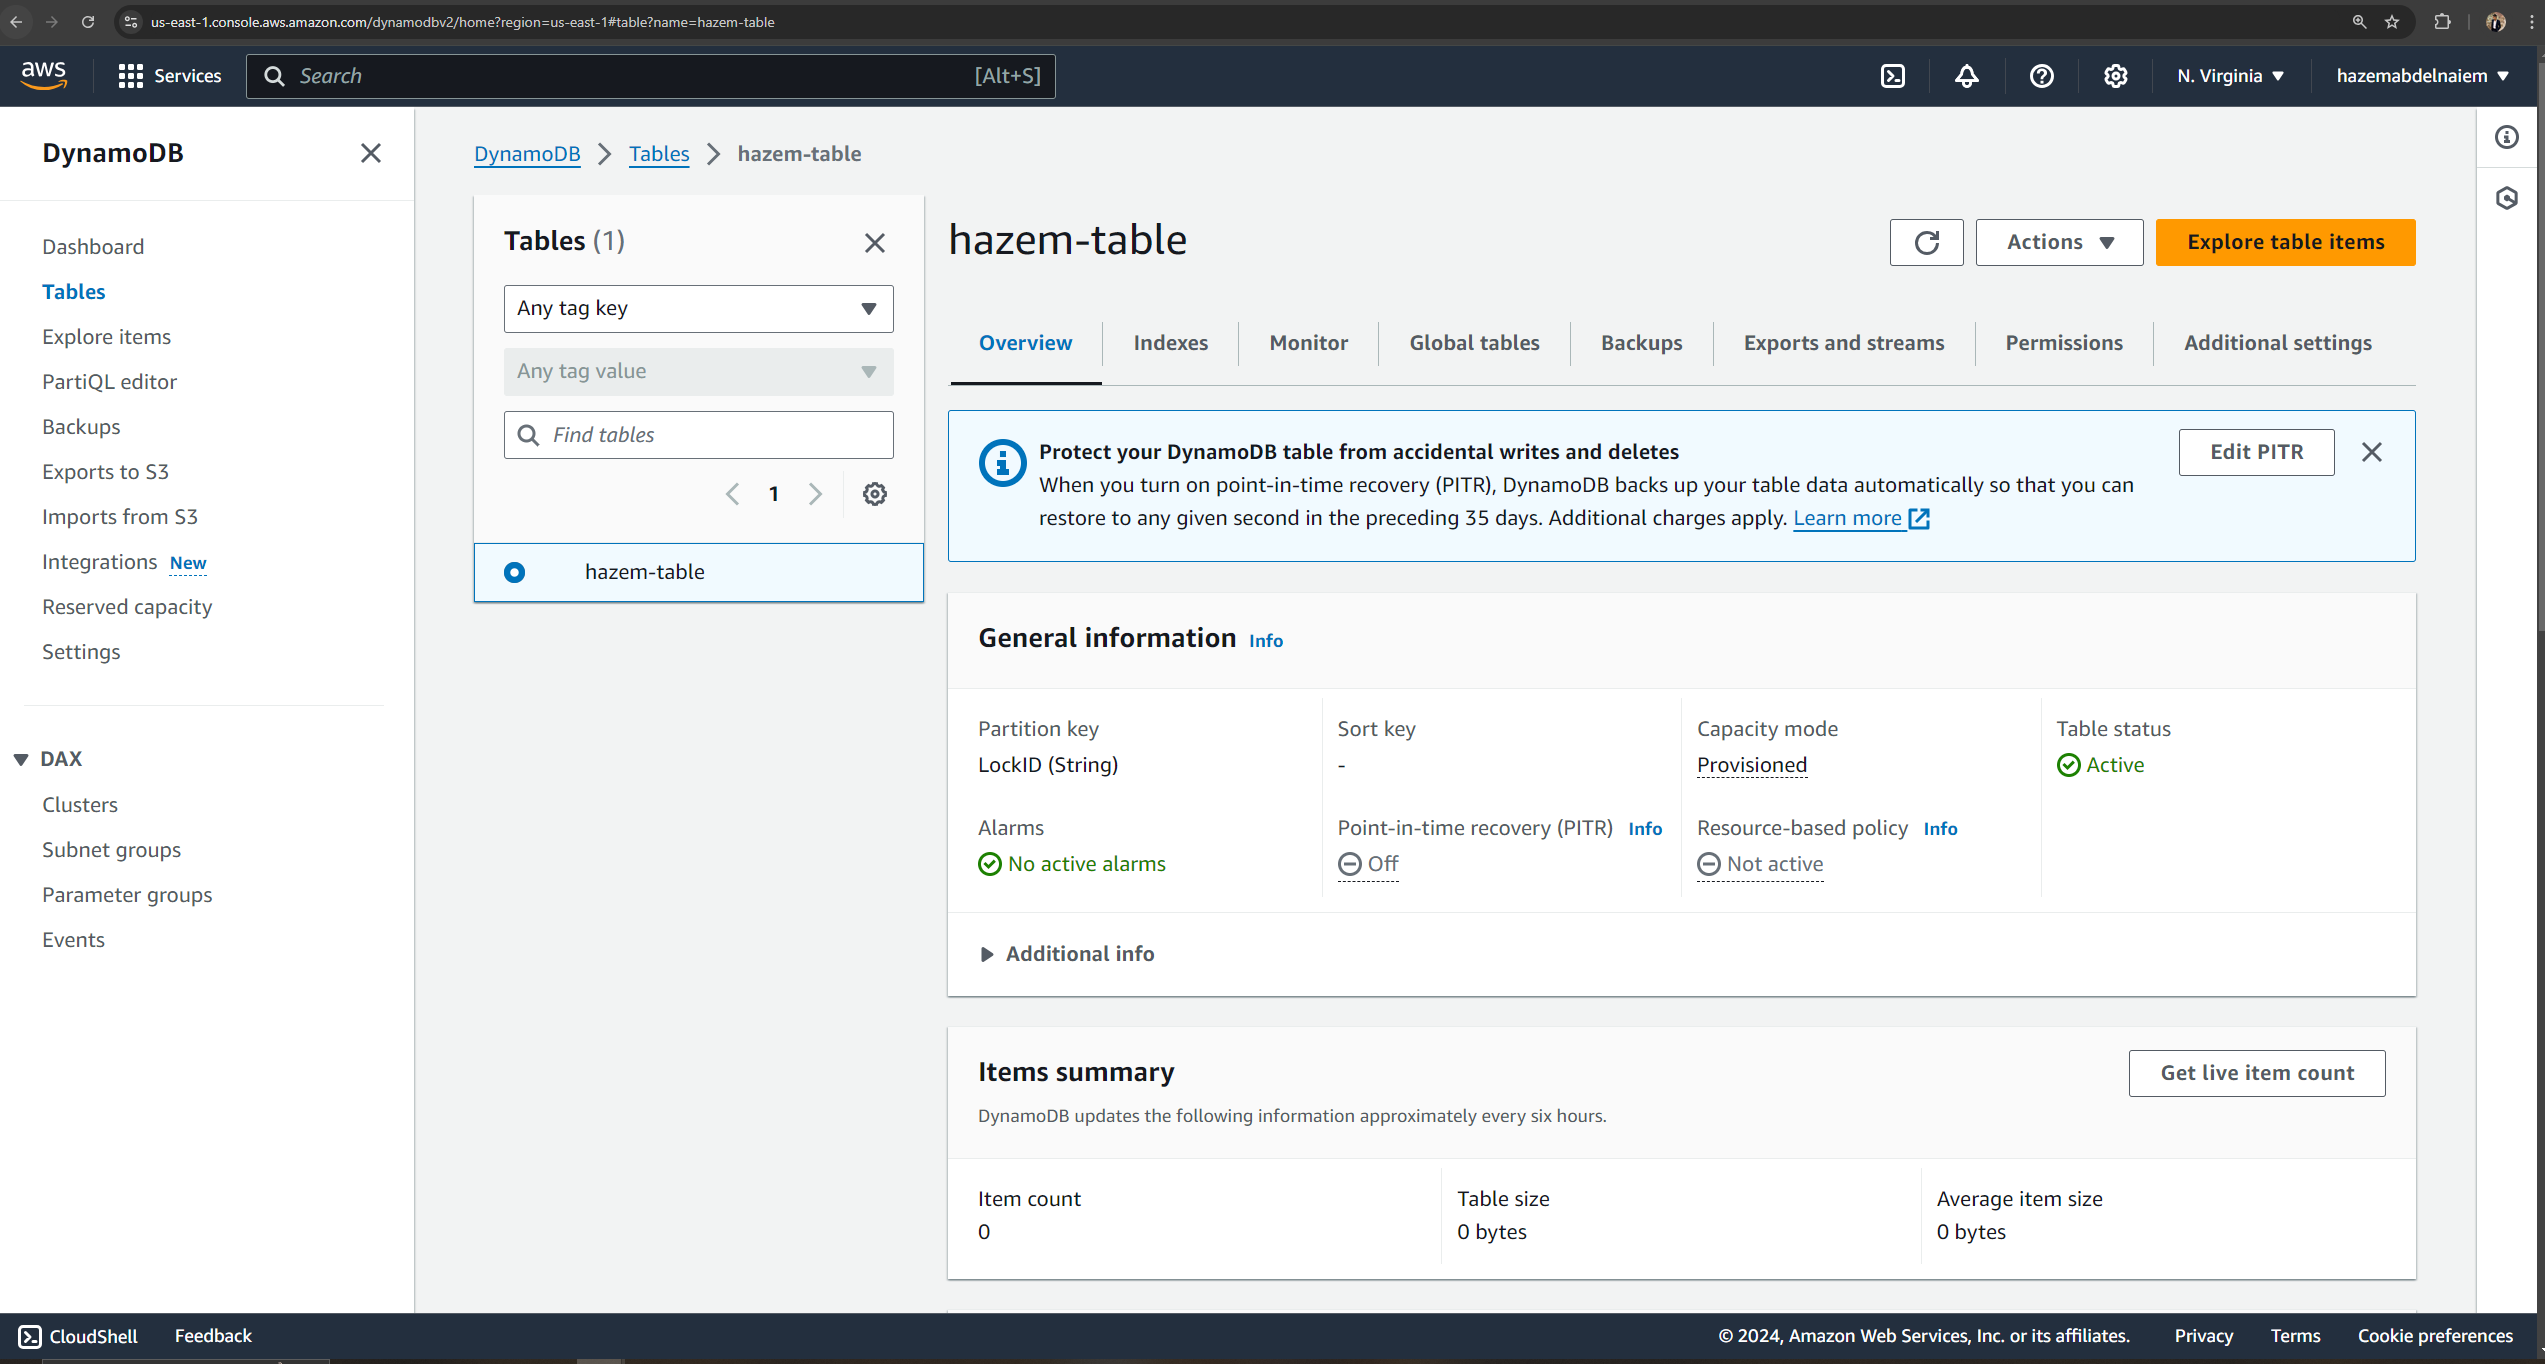 us-east-1.console.aws.amazon.com/dynamodbv2/home?region=us-east-1#table?name=hazem-table
aws
Services
Search
[Alt+S]
N. Virginia
hazemabdelnaiem
DynamoDB
Dashboard
Tables
Explore items
PartiQL editor
Backups
Exports to S3
Imports from S3
Integrations New
Reserved capacity
Settings
DAX
Clusters
Subnet groups
Parameter groups
Events
DynamoDB
Tables
hazem-table
Tables (1)
Any tag key
Any tag value
Find tables
1
hazem-table
hazem-table
Actions
Explore table items
Overview
Indexes
Monitor
Global tables
Backups
Exports and streams
Permissions
Additional settings
Protect your DynamoDB table from accidental writes and deletes
When you turn on point-in-time recovery (PITR), DynamoDB backs up your table data automatically so that you can
restore to any given second in the preceding 35 days. Additional charges apply. Learn more
Edit PITR
General information Info
Partition key
LockID (String)
Sort key
-
Capacity mode
Provisioned
Table status
Active
Alarms
No active alarms
Point-in-time recovery (PITR) Info
Off
Resource-based policy Info
Not active
Additional info
Items summary
Get live item count
DynamoDB updates the following information approximately every six hours.
Item count
0
Table size
0 bytes
Average item size
0 bytes
CloudShell
Feedback
© 2024, Amazon Web Services, Inc. or its affiliates.
Privacy
Terms
Cookie preferences